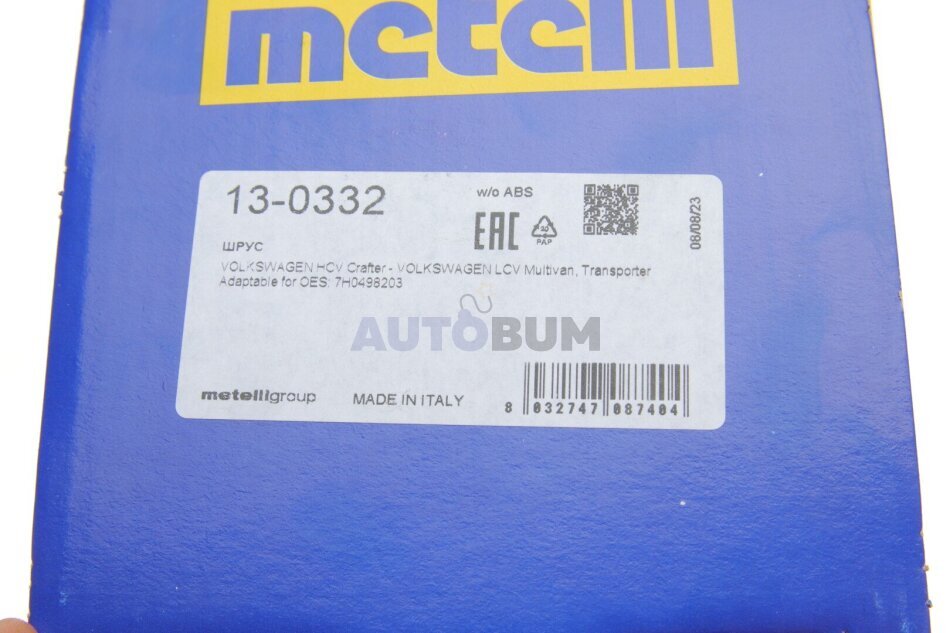 metelli
13-0332
w/o ABS
EAC
20
PAP
08/08/23
ШРУС
VOLKSWAGEN HCV Crafter - VOLKSWAGEN LCV Multivan, Transporter
Adaptable for OES: 7H0498203
AUTOBUM
metelligroup
MADE IN ITALY
8 032747 087404